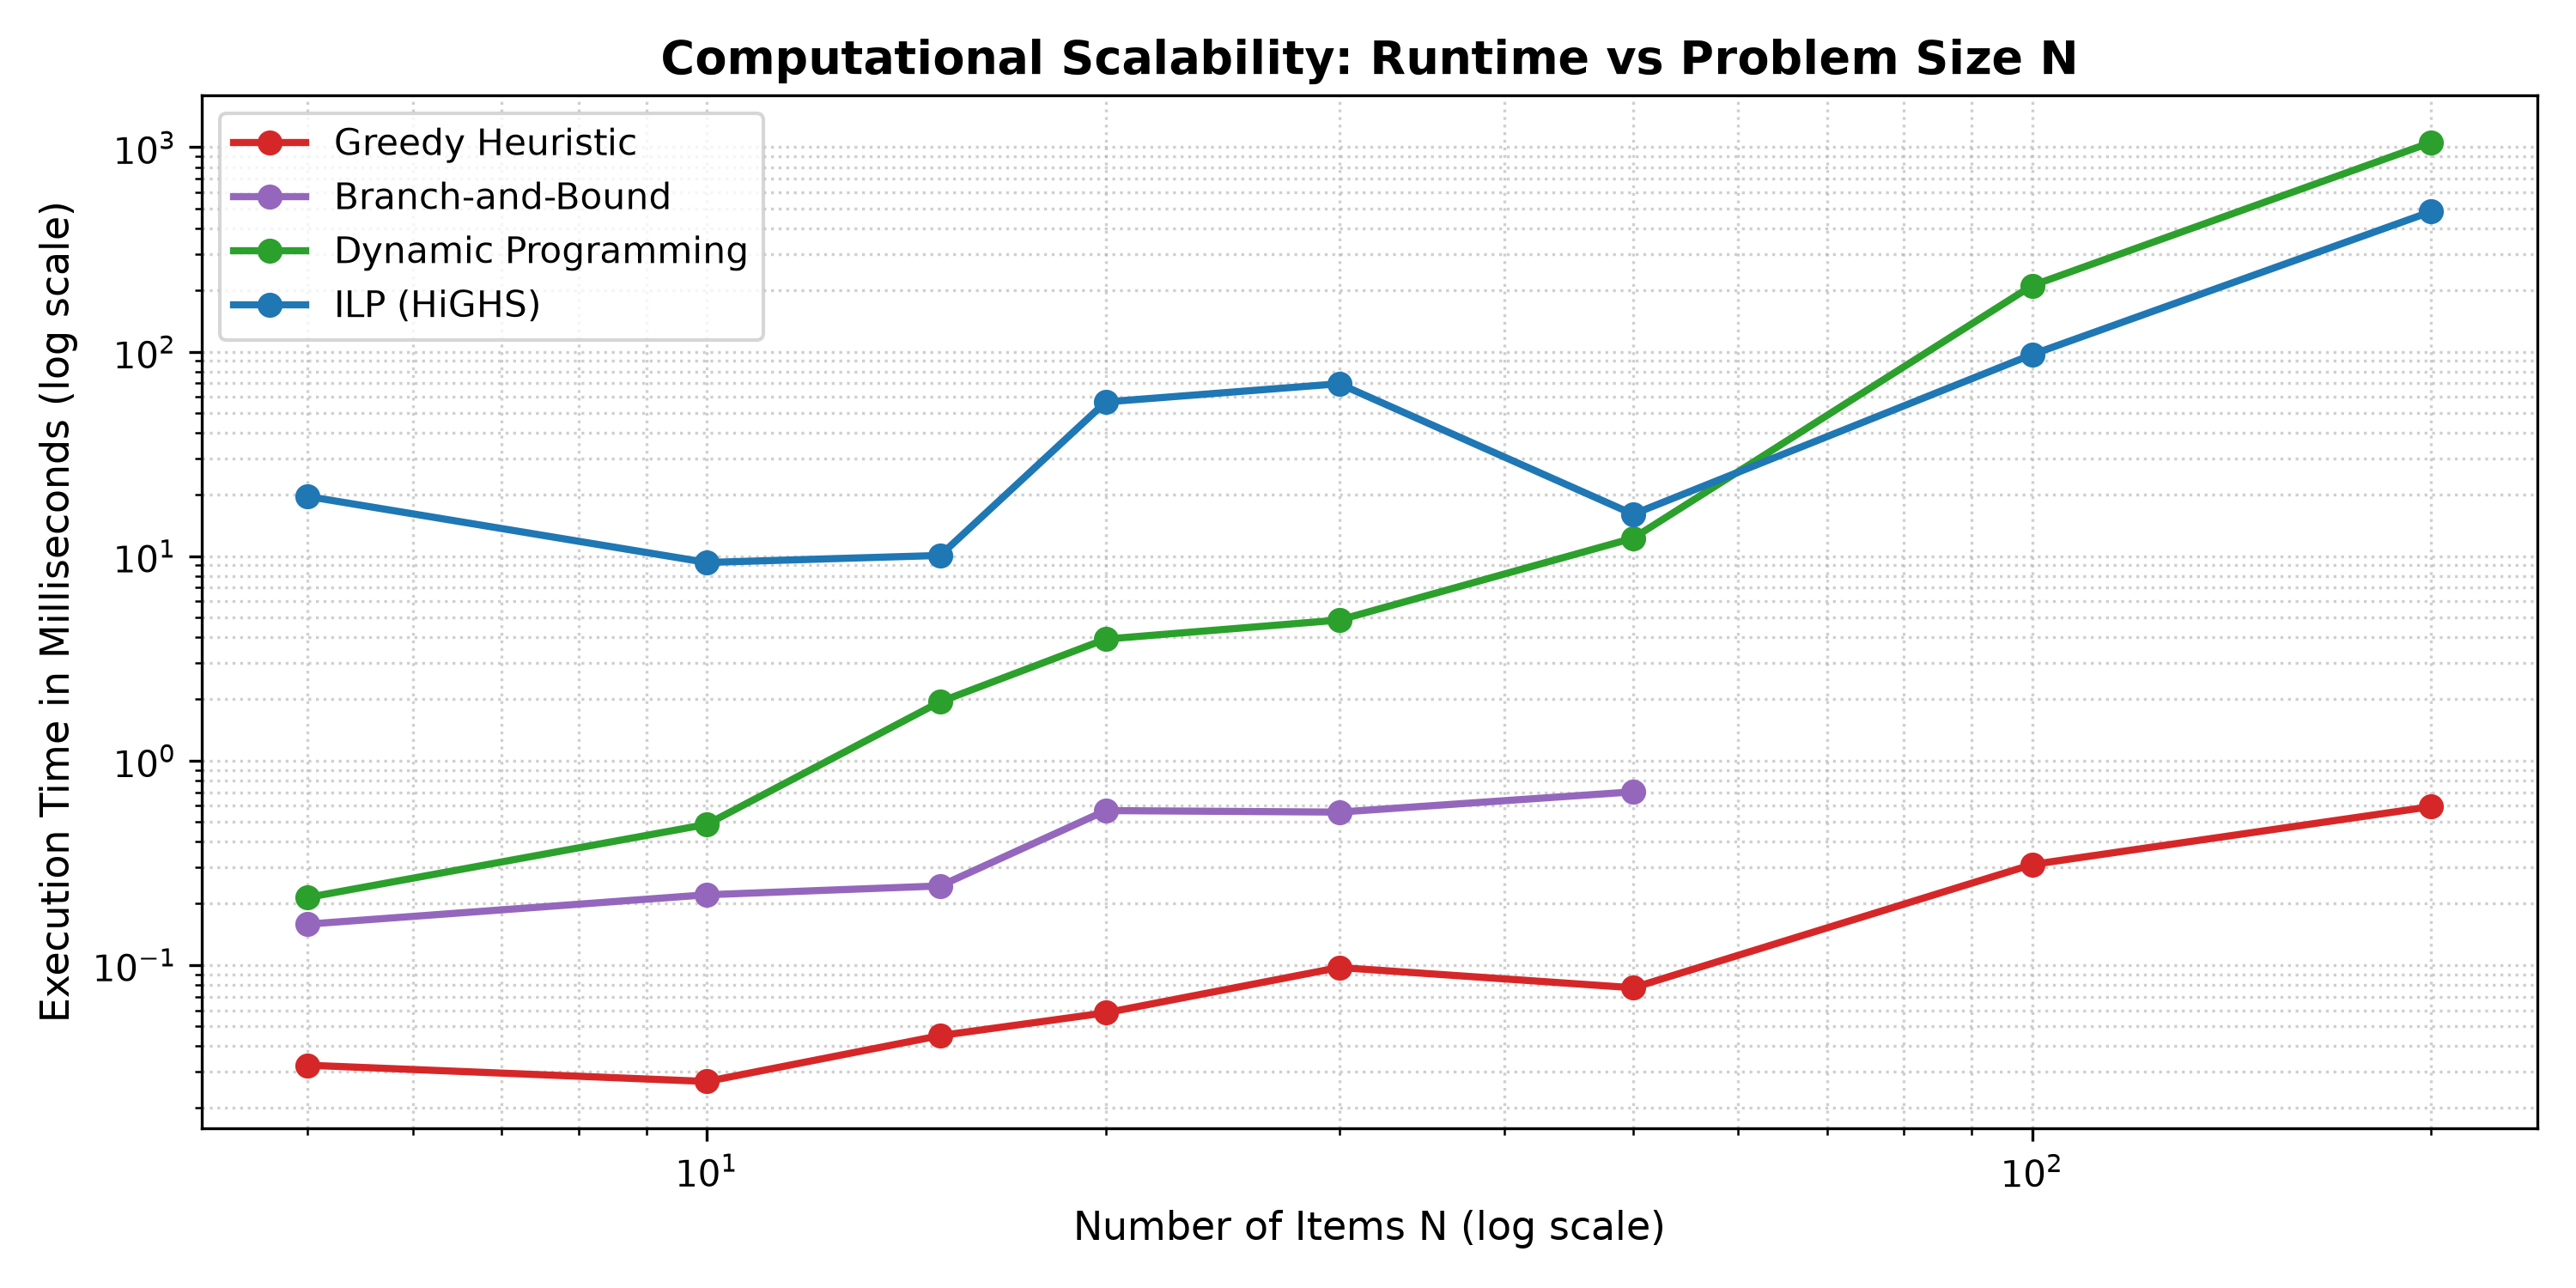 Computational Scalability: Runtime vs Problem Size N
Greedy Heuristic
Branch-and-Bound
Dynamic Programming
ILP (HiGHS)
Execution Time in Milliseconds (log scale)
10³
10²
10¹
10⁰
10⁻¹
10¹
10²
Number of Items N (log scale)